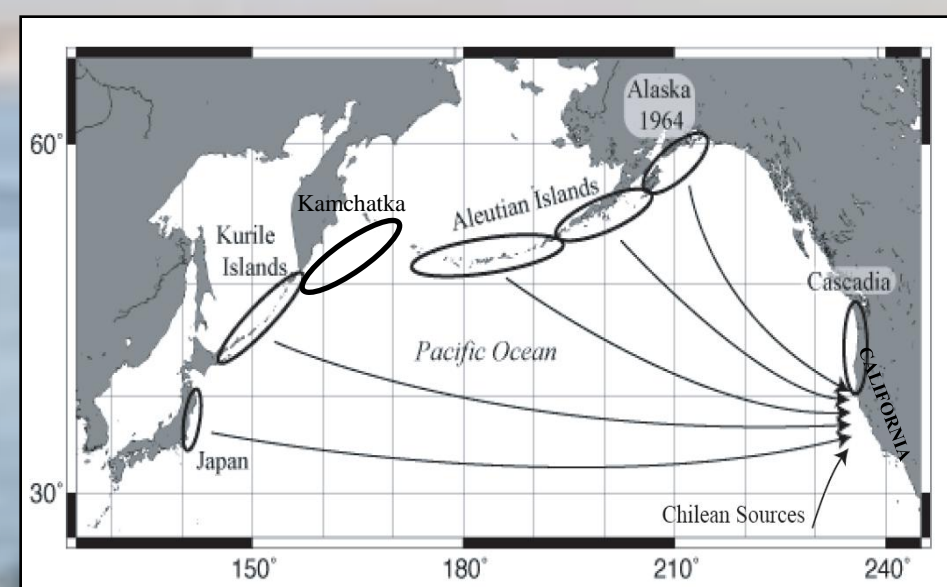 Alaska
1964
60°
Kamchatka
Aleutian Islands
Kurile
Islands
Cascadia
Pacific Ocean
CALIFORNIA
Japan
30°
Chilean Sources
150°
180°
210°
240°